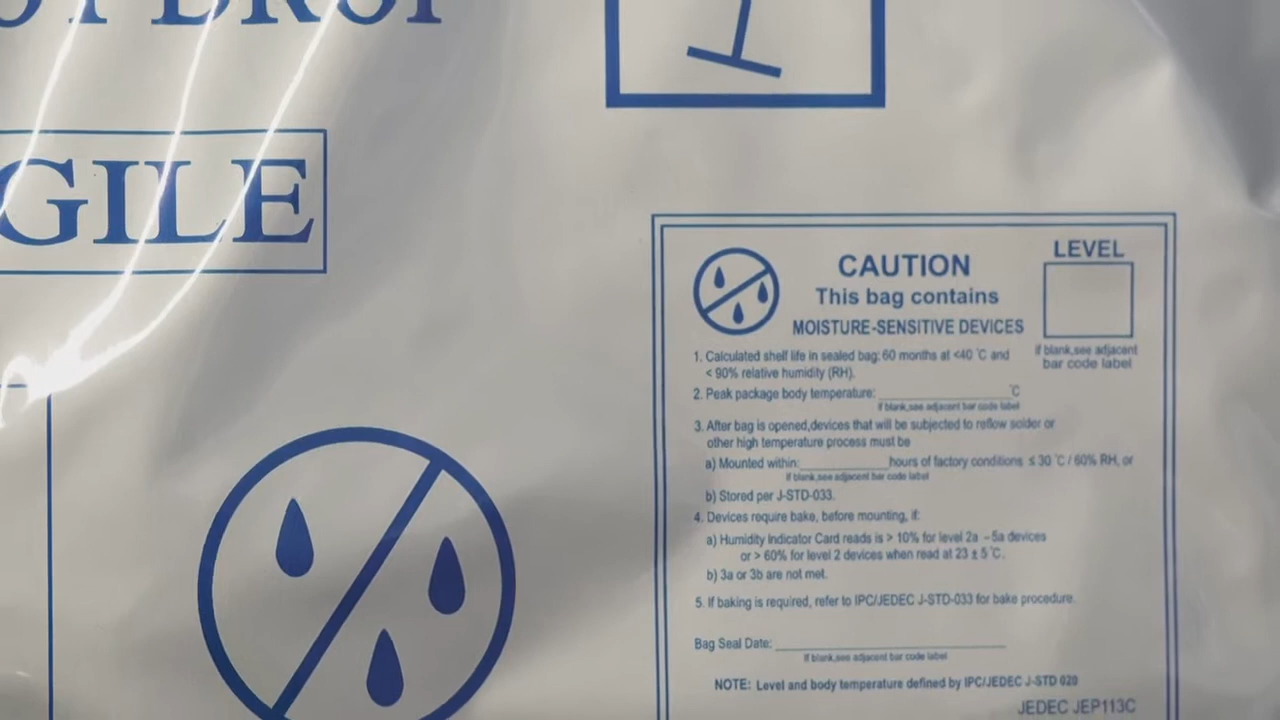 DROP
GILE
CAUTION
This bag contains
MOISTURE-SENSITIVE DEVICES
LEVEL
if blank,see adjacent
bar code label
1. Calculated shelf life in sealed bag: 60 months at <40 ℃ and
< 90% relative humidity (RH).
2. Peak package body temperature: ____________________℃
if blank,see adjacent bar code label
3. After bag is opened,devices that will be subjected to reflow solder or
other high temperature process must be
a) Mounted within:_____________hours of factory conditions ≤ 30 ℃ / 60% RH, or
if blank,see adjacent bar code label
b) Stored per J-STD-033.
4. Devices require bake, before mounting, if:
a) Humidity Indicator Card reads is > 10% for level 2a －5a devices
or > 60% for level 2 devices when read at 23 ± 5 ℃.
b) 3a or 3b are not met.
5. If baking is required, refer to IPC/JEDEC J-STD-033 for bake procedure.
Bag Seal Date: ___________________________________
if blank,see adjacent bar code label
NOTE: Level and body temperature defined by IPC/JEDEC J-STD 020
JEDEC JEP113C